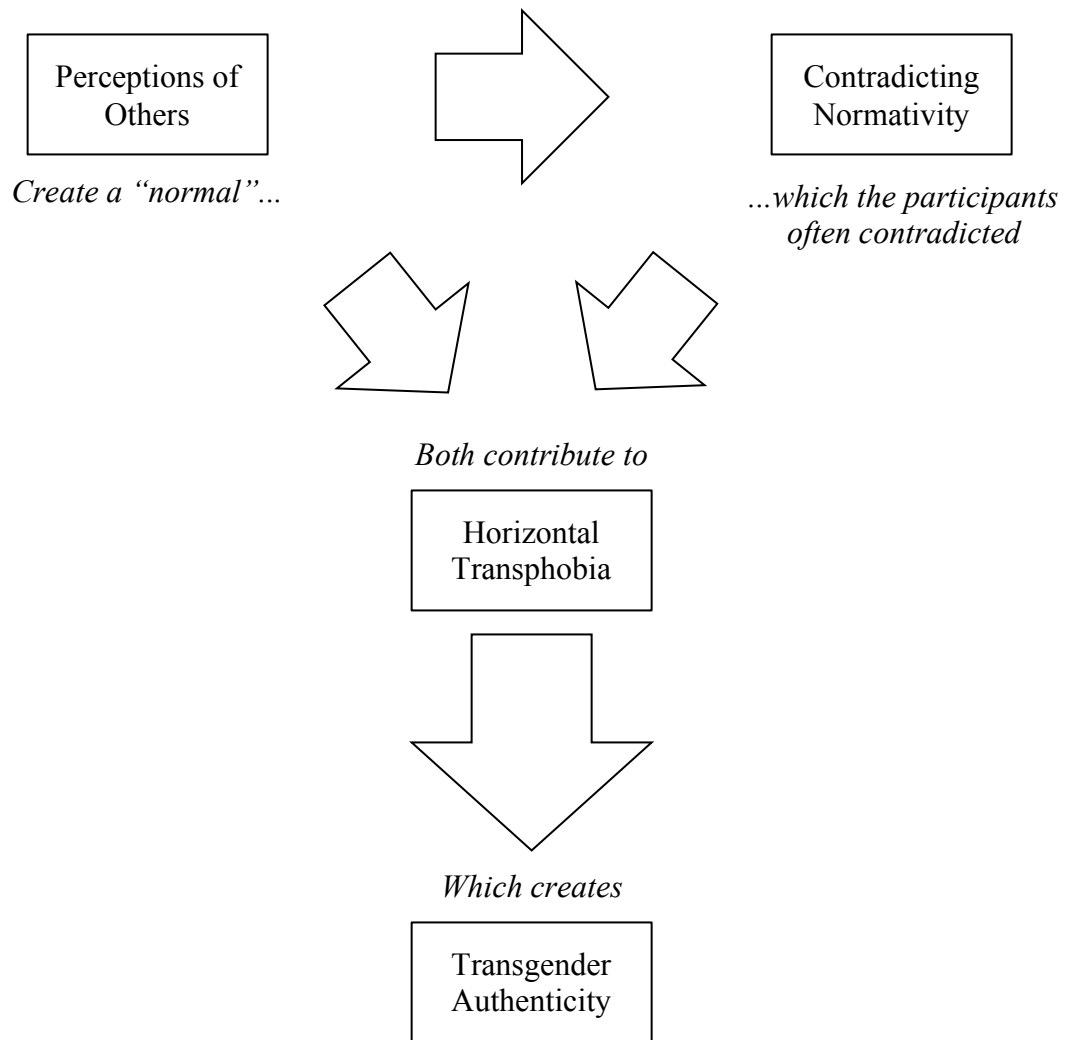 Perceptions of
Others
Create a “normal”...
Contradicting
Normativity
...which the participants
often contradicted
Both contribute to
Horizontal
Transphobia
Which creates
Transgender
Authenticity